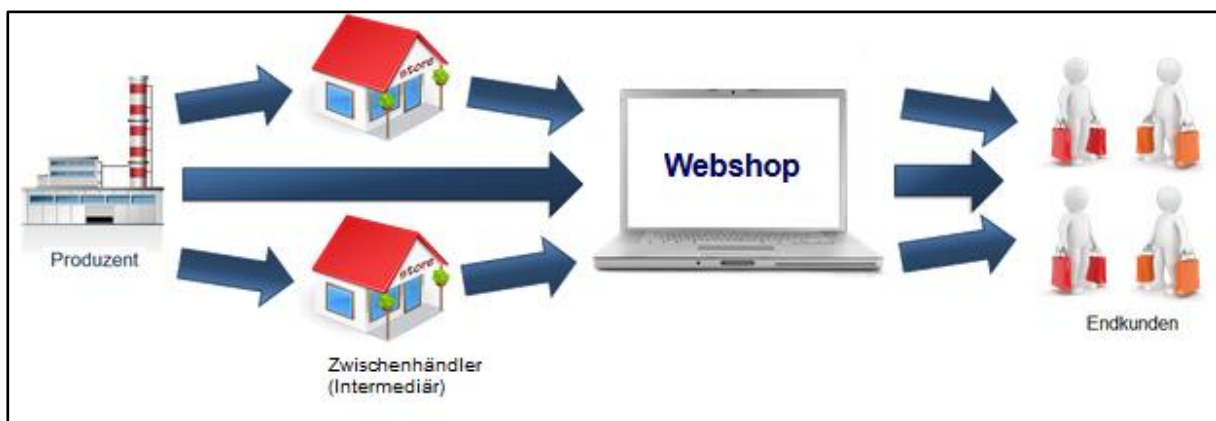 store
Webshop
Produzent
store
Zwischenhändler
(Intermediär)
Endkunden